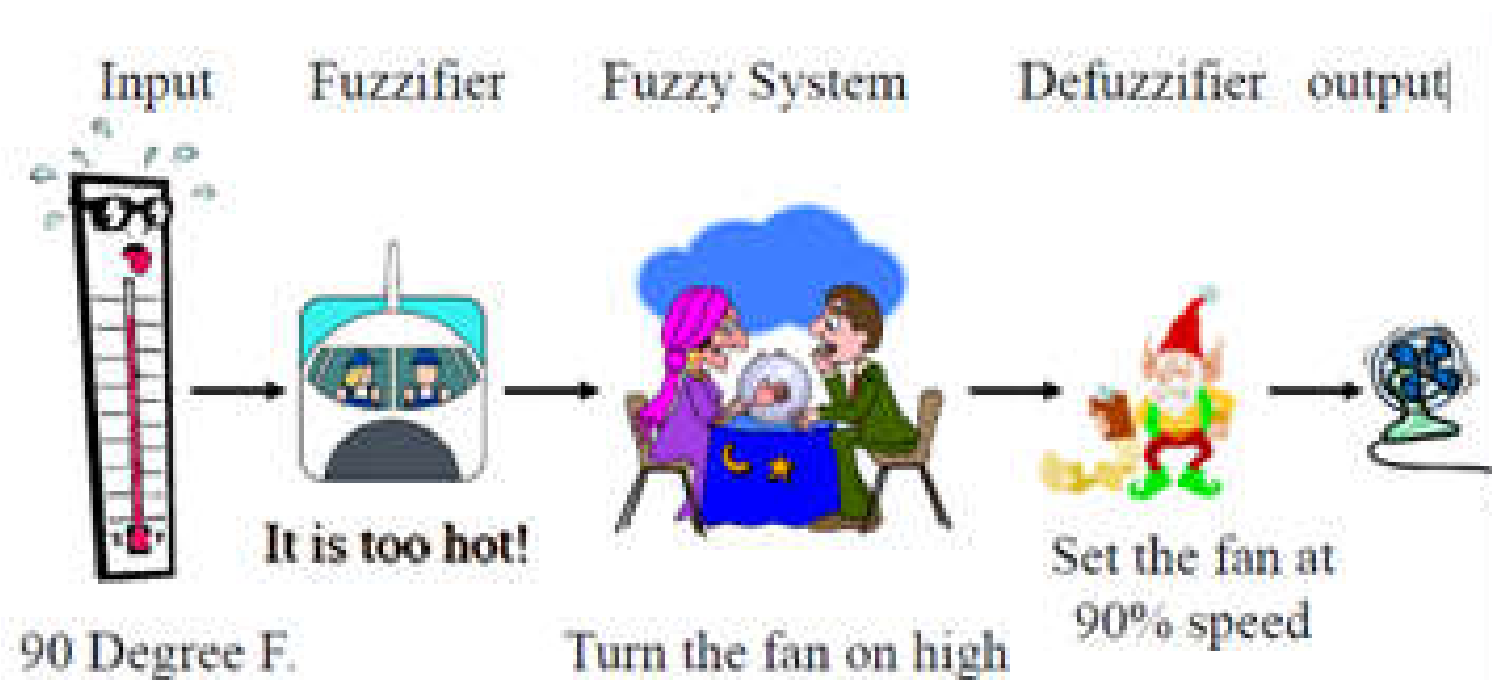 Input Fuzzifier Fuzzy System Defuzzifier output
It is too hot!
Set the fan at
90% speed
90 Degree F.
Turn the fan on high